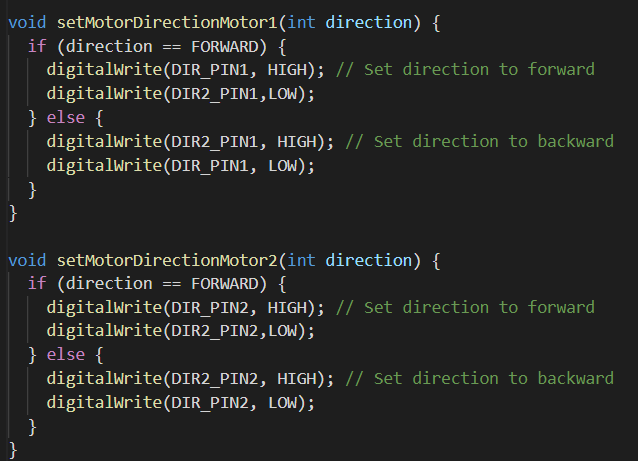 void setMotorDirectionMotor1(int direction) {
  if (direction == FORWARD) {
    digitalWrite(DIR_PIN1, HIGH); // Set direction to forward
    digitalWrite(DIR2_PIN1,LOW);
  } else {
    digitalWrite(DIR2_PIN1, HIGH); // Set direction to backward
    digitalWrite(DIR_PIN1, LOW);
  }
}

void setMotorDirectionMotor2(int direction) {
  if (direction == FORWARD) {
    digitalWrite(DIR_PIN2, HIGH); // Set direction to forward
    digitalWrite(DIR2_PIN2,LOW);
  } else {
    digitalWrite(DIR2_PIN2, HIGH); // Set direction to backward
    digitalWrite(DIR_PIN2, LOW);
  }
}